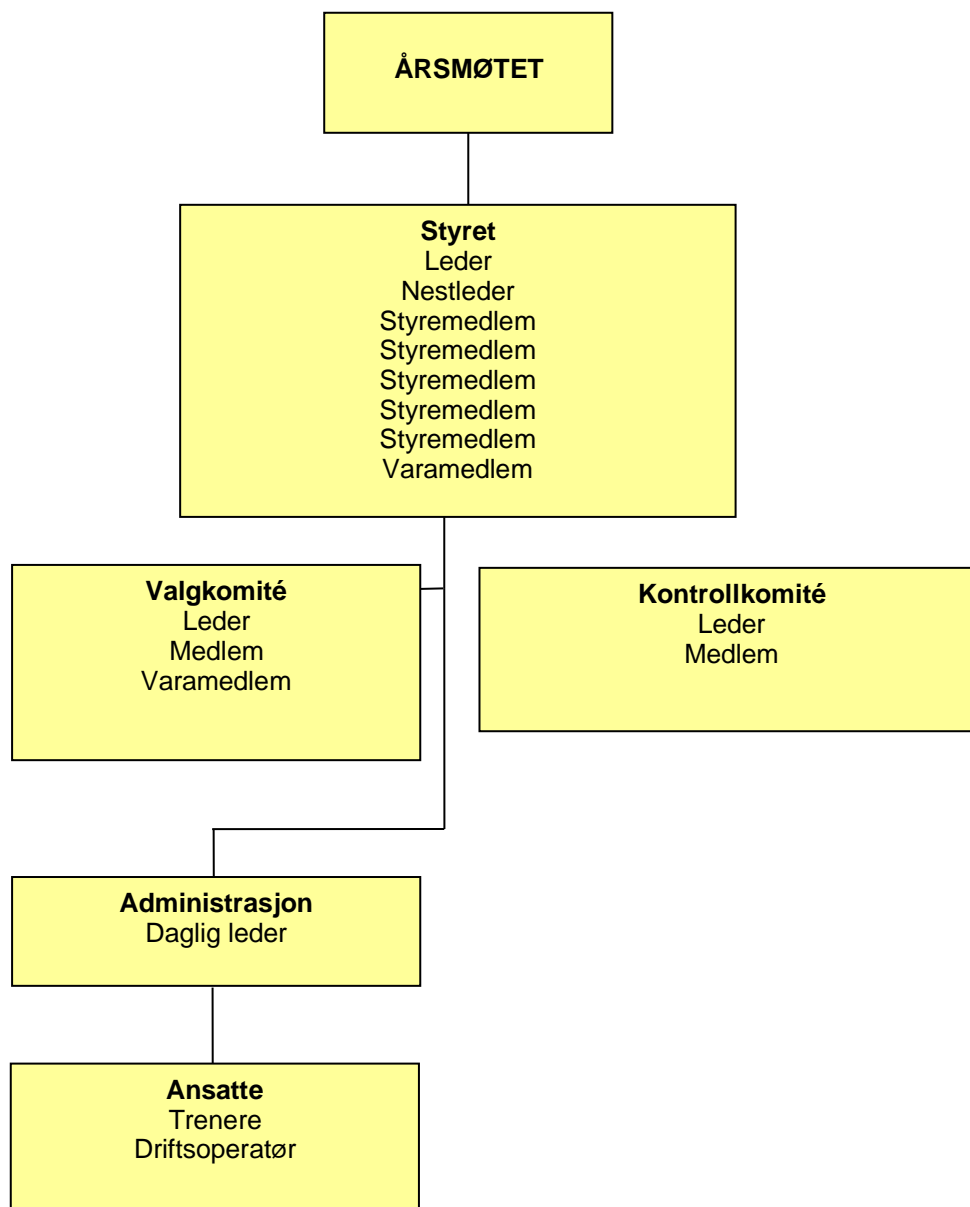 ÅRSMØTET
Styret
Leder
Nestleder
Styremedlem
Styremedlem
Styremedlem
Styremedlem
Styremedlem
Varamedlem
Valgkomité
Leder
Medlem
Varamedlem
Kontrollkomité
Leder
Medlem
Administrasjon
Daglig leder
Ansatte
Trenere
Driftsoperatør